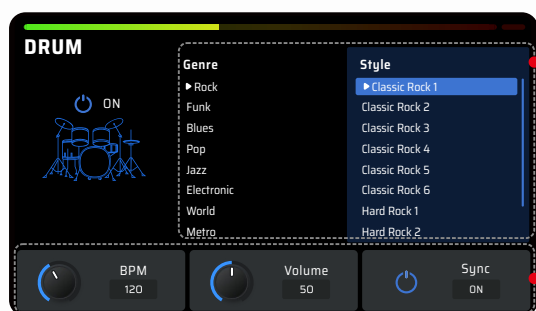 DRUM
ON
Genre
Rock
Funk
Blues
Pop
Jazz
Electronic
World
Metro
Style
Classic Rock 1
Classic Rock 2
Classic Rock 3
Classic Rock 4
Classic Rock 5
Classic Rock 6
Hard Rock 1
Hard Rock 2
BPM
120
Volume
50
Sync
ON